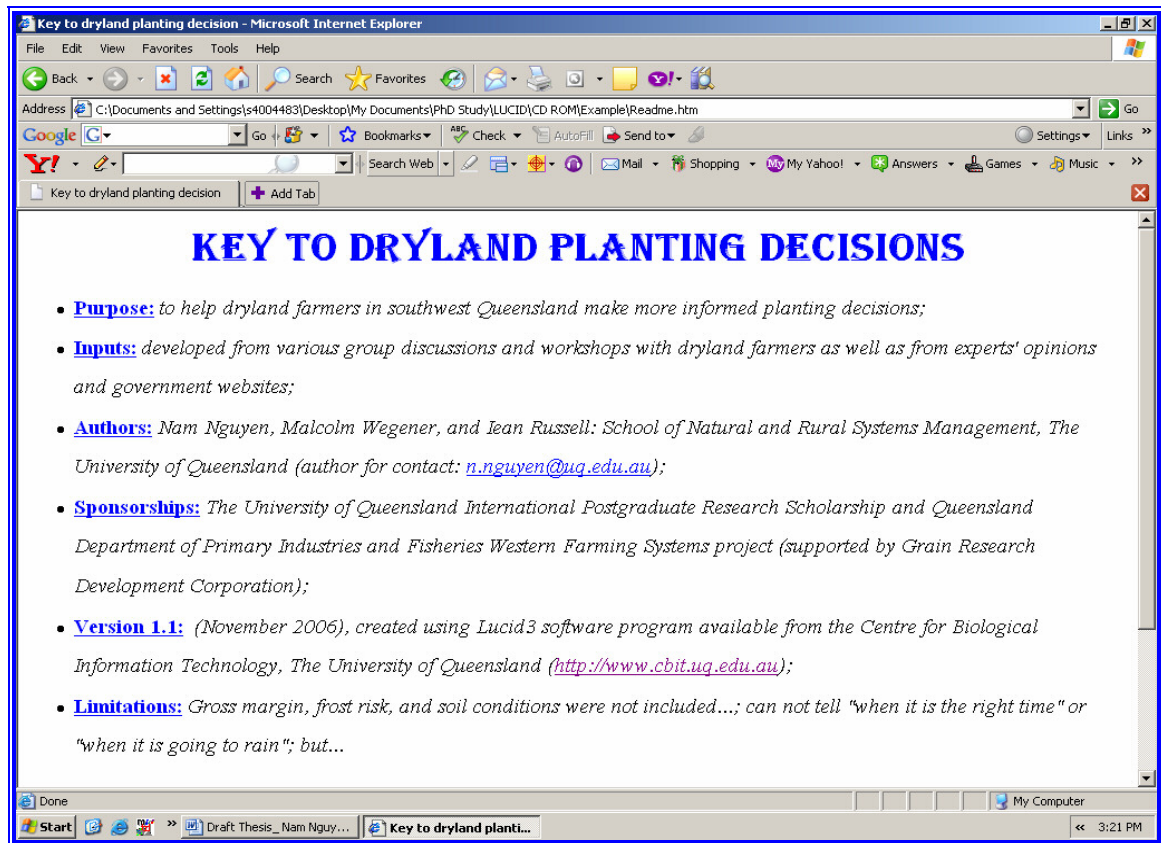 Key to dryland planting decision - Microsoft Internet Explorer
File Edit View Favorites Tools Help
Back Search Favorites
Address C:\Documents and Settings\s4004483\Desktop\My Documents\PhD Study\LUCID\CD ROM\Example\Readme.htm Go
Google G Go Bookmarks ABC Check AutoFill Send to Settings Links »
Y! Search Web Mail Shopping My My Yahoo! Answers Games Music »
Key to dryland planting decision Add Tab
KEY TO DRYLAND PLANTING DECISIONS
• Purpose: to help dryland farmers in southwest Queensland make more informed planting decisions;
• Inputs: developed from various group discussions and workshops with dryland farmers as well as from experts' opinions
and government websites;
• Authors: Nam Nguyen, Malcolm Wegener, and Iean Russell: School of Natural and Rural Systems Management, The
University of Queensland (author for contact: n.nguyen@uq.edu.au);
• Sponsorships: The University of Queensland International Postgraduate Research Scholarship and Queensland
Department of Primary Industries and Fisheries Western Farming Systems project (supported by Grain Research
Development Corporation);
• Version 1.1: (November 2006), created using Lucid3 software program available from the Centre for Biological
Information Technology, The University of Queensland (http://www.cbit.uq.edu.au);
• Limitations: Gross margin, frost risk, and soil conditions were not included...; can not tell "when it is the right time" or
"when it is going to rain"; but...
Done My Computer
Start » Draft Thesis_ Nam Nguy... Key to dryland planti... « 3:21 PM